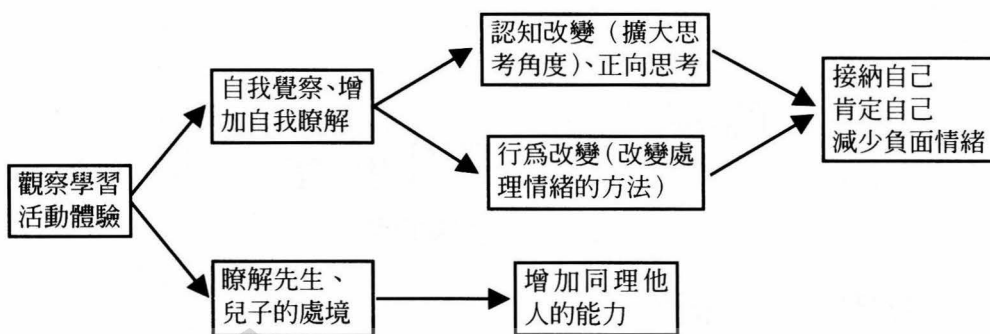 觀察學習
活動體驗
自我覺察、增
加自我瞭解
認知改變（擴大思
考角度）、正向思考
行爲改變（改變處
理情緒的方法）
接納自己
肯定自己
減少負面情緒
瞭解先生、
兒子的處境
增加同理他
人的能力